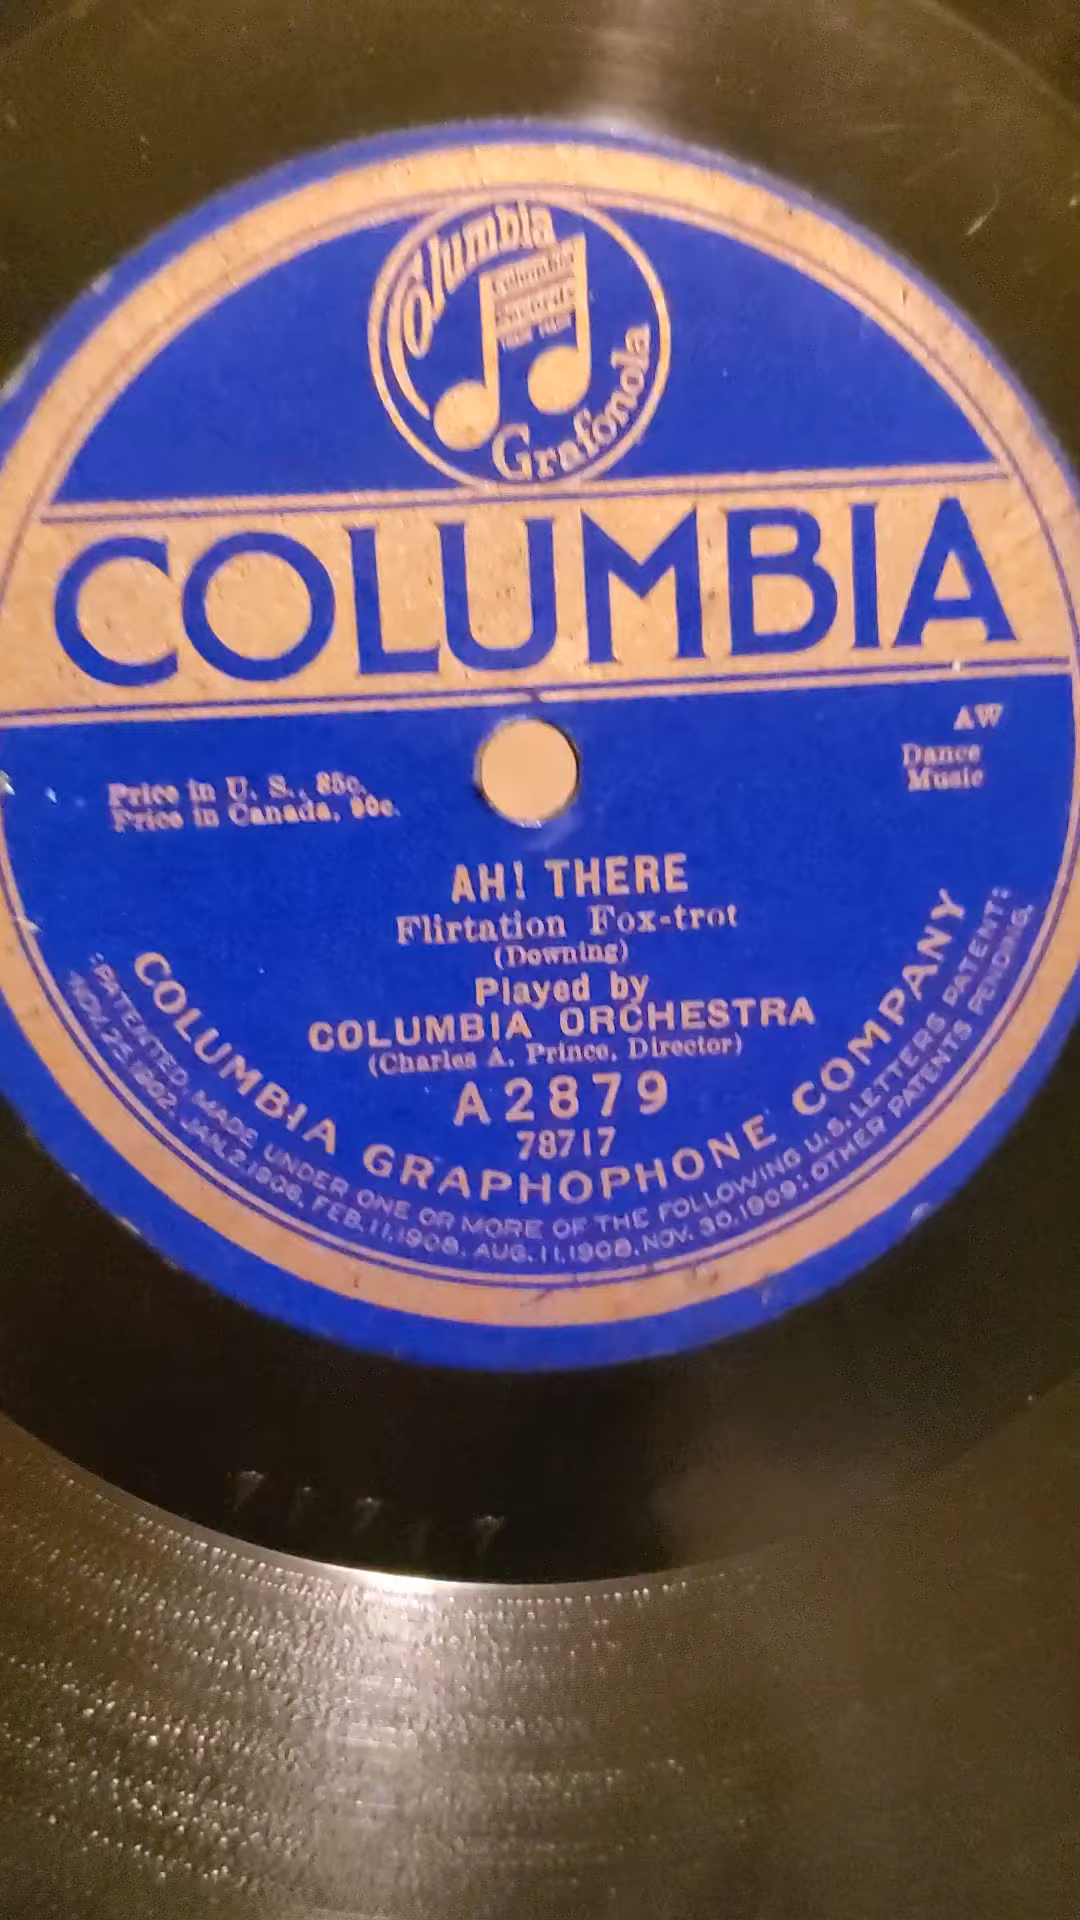 Columbia
Columbia
Records
Grafonola
COLUMBIA
AW
Dance
Music
Price in U. S., 85c.
Price in Canada, 90c.
AH! THERE
Flirtation Fox-trot
(Downing)
Played by
COLUMBIA ORCHESTRA
(Charles A. Prince, Director)
A2879
78717
COLUMBIA GRAPHOPHONE COMPANY
:PATENTED. MADE UNDER ONE OR MORE OF THE FOLLOWING U.S. LETTERS PATENT:
NOV. 25, 1902. JAN. 2, 1906. FEB. 11, 1908. AUG. 11, 1908. NOV. 30, 1909; OTHER PATENTS PENDING.